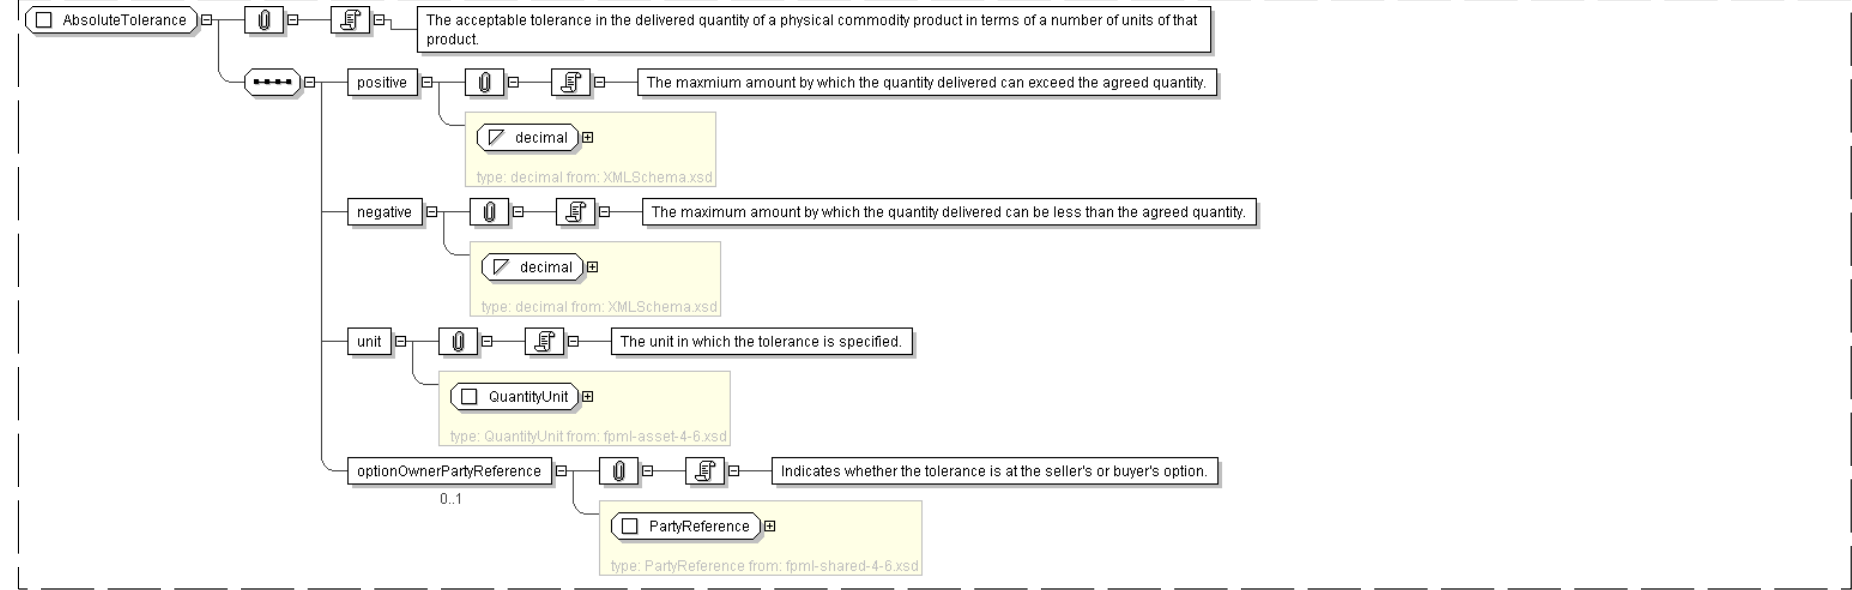 AbsoluteTolerance
The acceptable tolerance in the delivered quantity of a physical commodity product in terms of a number of units of that
product.
positive
The maxmium amount by which the quantity delivered can exceed the agreed quantity.
decimal
type: decimal from: XMLSchema.xsd
negative
The maximum amount by which the quantity delivered can be less than the agreed quantity.
decimal
type: decimal from: XMLSchema.xsd
unit
The unit in which the tolerance is specified.
QuantityUnit
type: QuantityUnit from: fpml-asset-4-6.xsd
optionOwnerPartyReference
Indicates whether the tolerance is at the seller's or buyer's option.
0..1
PartyReference
type: PartyReference from: fpml-shared-4-6.xsd